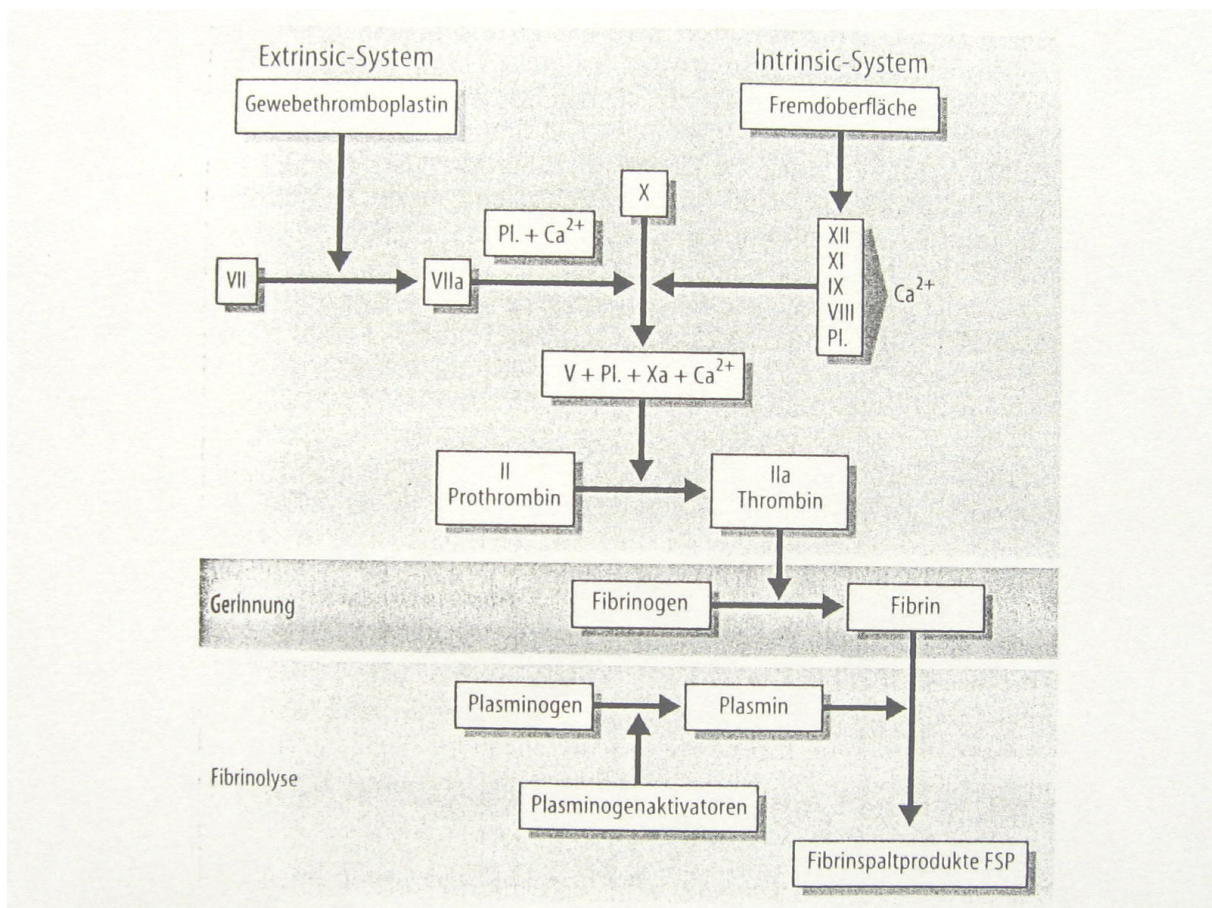 Extrinsic-System
Intrinsic-System
Gewebethromboplastin
Fremdoberfläche
X
Pl. + Ca²⁺
VII
VIIa
XII
XI
IX
VIII
Pl.
Ca²⁺
V + Pl. + Xa + Ca²⁺
II
Prothrombin
IIa
Thrombin
Gerinnung
Fibrinogen
Fibrin
Plasminogen
Plasmin
Fibrinolyse
Plasminogenaktivatoren
Fibrinspaltprodukte FSP